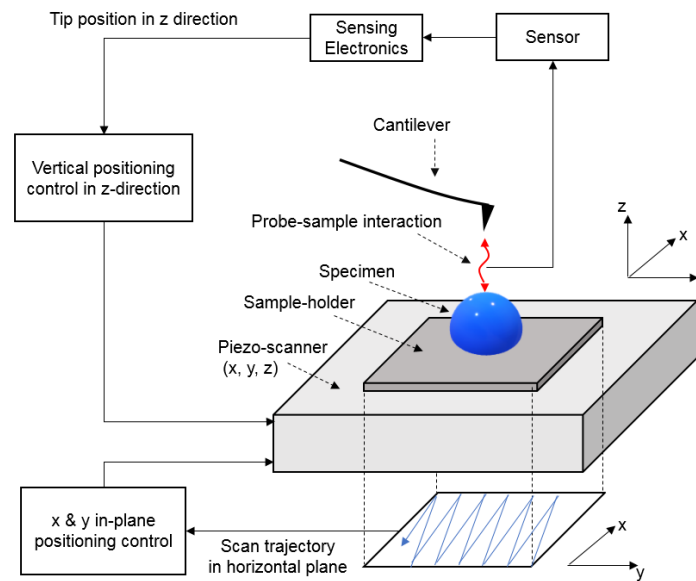 Tip position in z direction
Sensing
Electronics
Sensor
Cantilever
Vertical positioning
control in z-direction
Probe-sample interaction
z
x
Specimen
Sample-holder
Piezo-scanner
(x, y, z)
x & y in-plane
positioning control
Scan trajectory
in horizontal plane
x
y